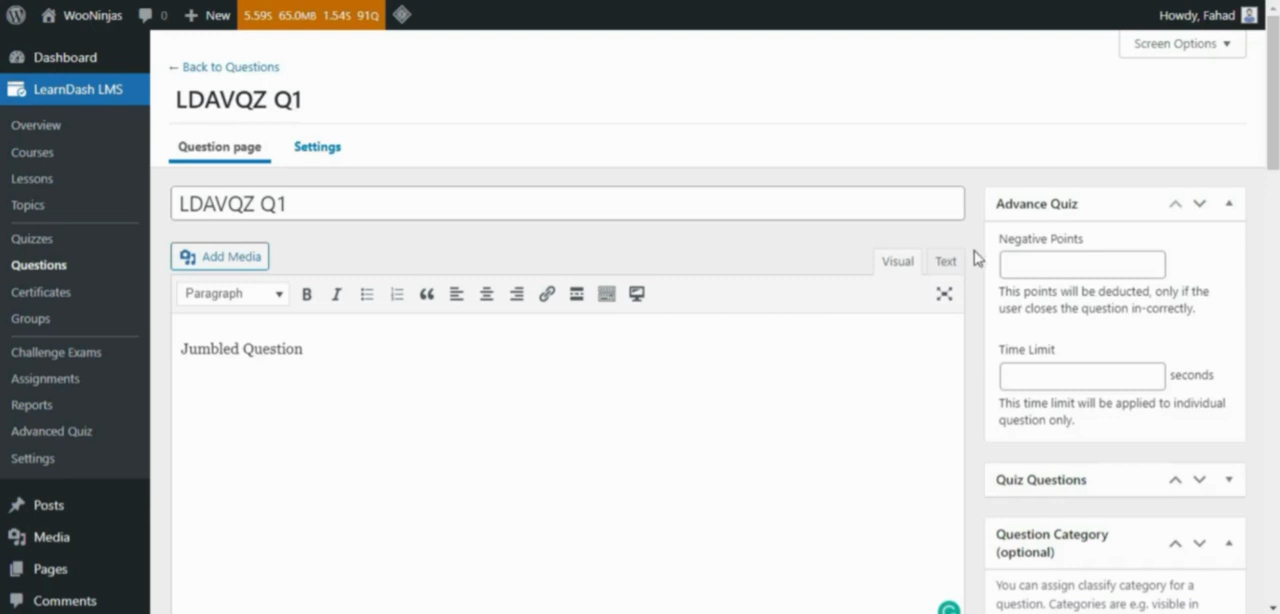 WooNinjas 0 New 5.59S 65.0MB 1.54S 91Q Howdy, Fahad
Screen Options
Dashboard
LearnDash LMS
Overview
Courses
Lessons
Topics
Quizzes
Questions
Certificates
Groups
Challenge Exams
Assignments
Reports
Advanced Quiz
Settings
Posts
Media
Pages
Comments
← Back to Questions
LDAVQZ Q1
Question page Settings
LDAVQZ Q1
Add Media
Visual Text
Paragraph B I
Jumbled Question
Advance Quiz
Negative Points
This points will be deducted, only if the
user closes the question in-correctly.
Time Limit
seconds
This time limit will be applied to individual
question only.
Quiz Questions
Question Category
(optional)
You can assign classify category for a
question. Categories are e.g. visible in